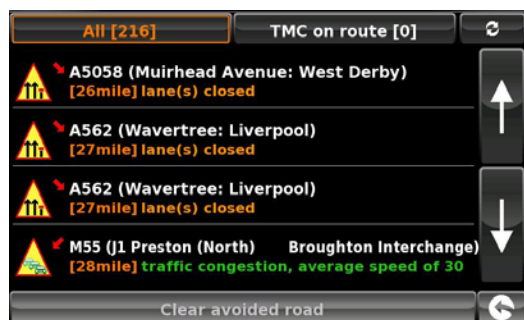 All [216]
TMC on route [0]
A5058 (Muirhead Avenue: West Derby)
[26mile] lane(s) closed
A562 (Wavertree: Liverpool)
[27mile] lane(s) closed
A562 (Wavertree: Liverpool)
[27mile] lane(s) closed
M55 (J1 Preston (North) Broughton Interchange)
[28mile] traffic congestion, average speed of 30
Clear avoided road